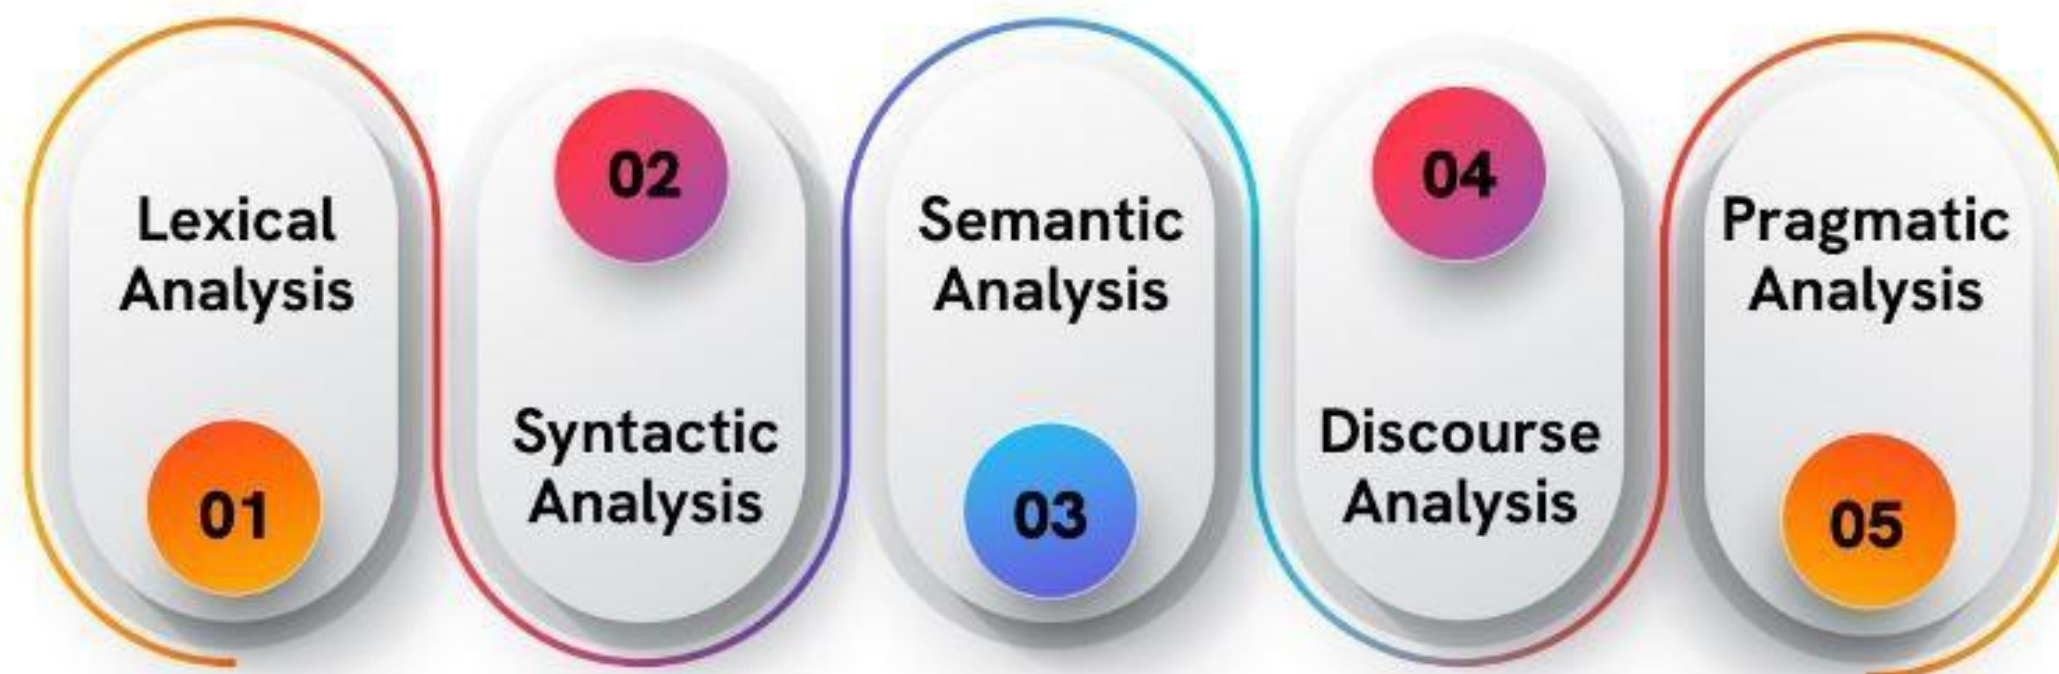 Lexical
Analysis
01
02
Syntactic
Analysis
Semantic
Analysis
03
04
Discourse
Analysis
Pragmatic
Analysis
05